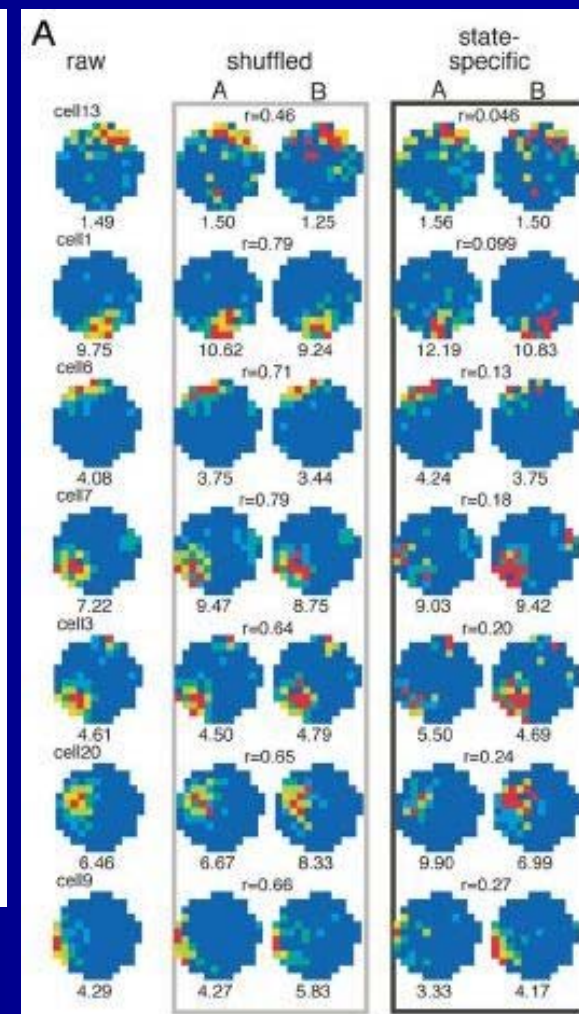 A
raw
shuffled
state-
specific
A B A B
cell13
r=0.46 r=0.046
1.49 1.50 1.25 1.56 1.50
cell1
r=0.79 r=0.099
9.75 10.62 9.24 12.19 10.83
cell6
r=0.71 r=0.13
4.08 3.75 3.44 4.24 3.75
cell7
r=0.79 r=0.18
7.22 9.47 8.75 9.03 9.42
cell3
r=0.64 r=0.20
4.61 4.50 4.79 5.50 4.69
cell20
r=0.65 r=0.24
6.46 6.67 8.33 9.90 6.99
cell9
r=0.66 r=0.27
4.29 4.27 5.83 3.33 4.17